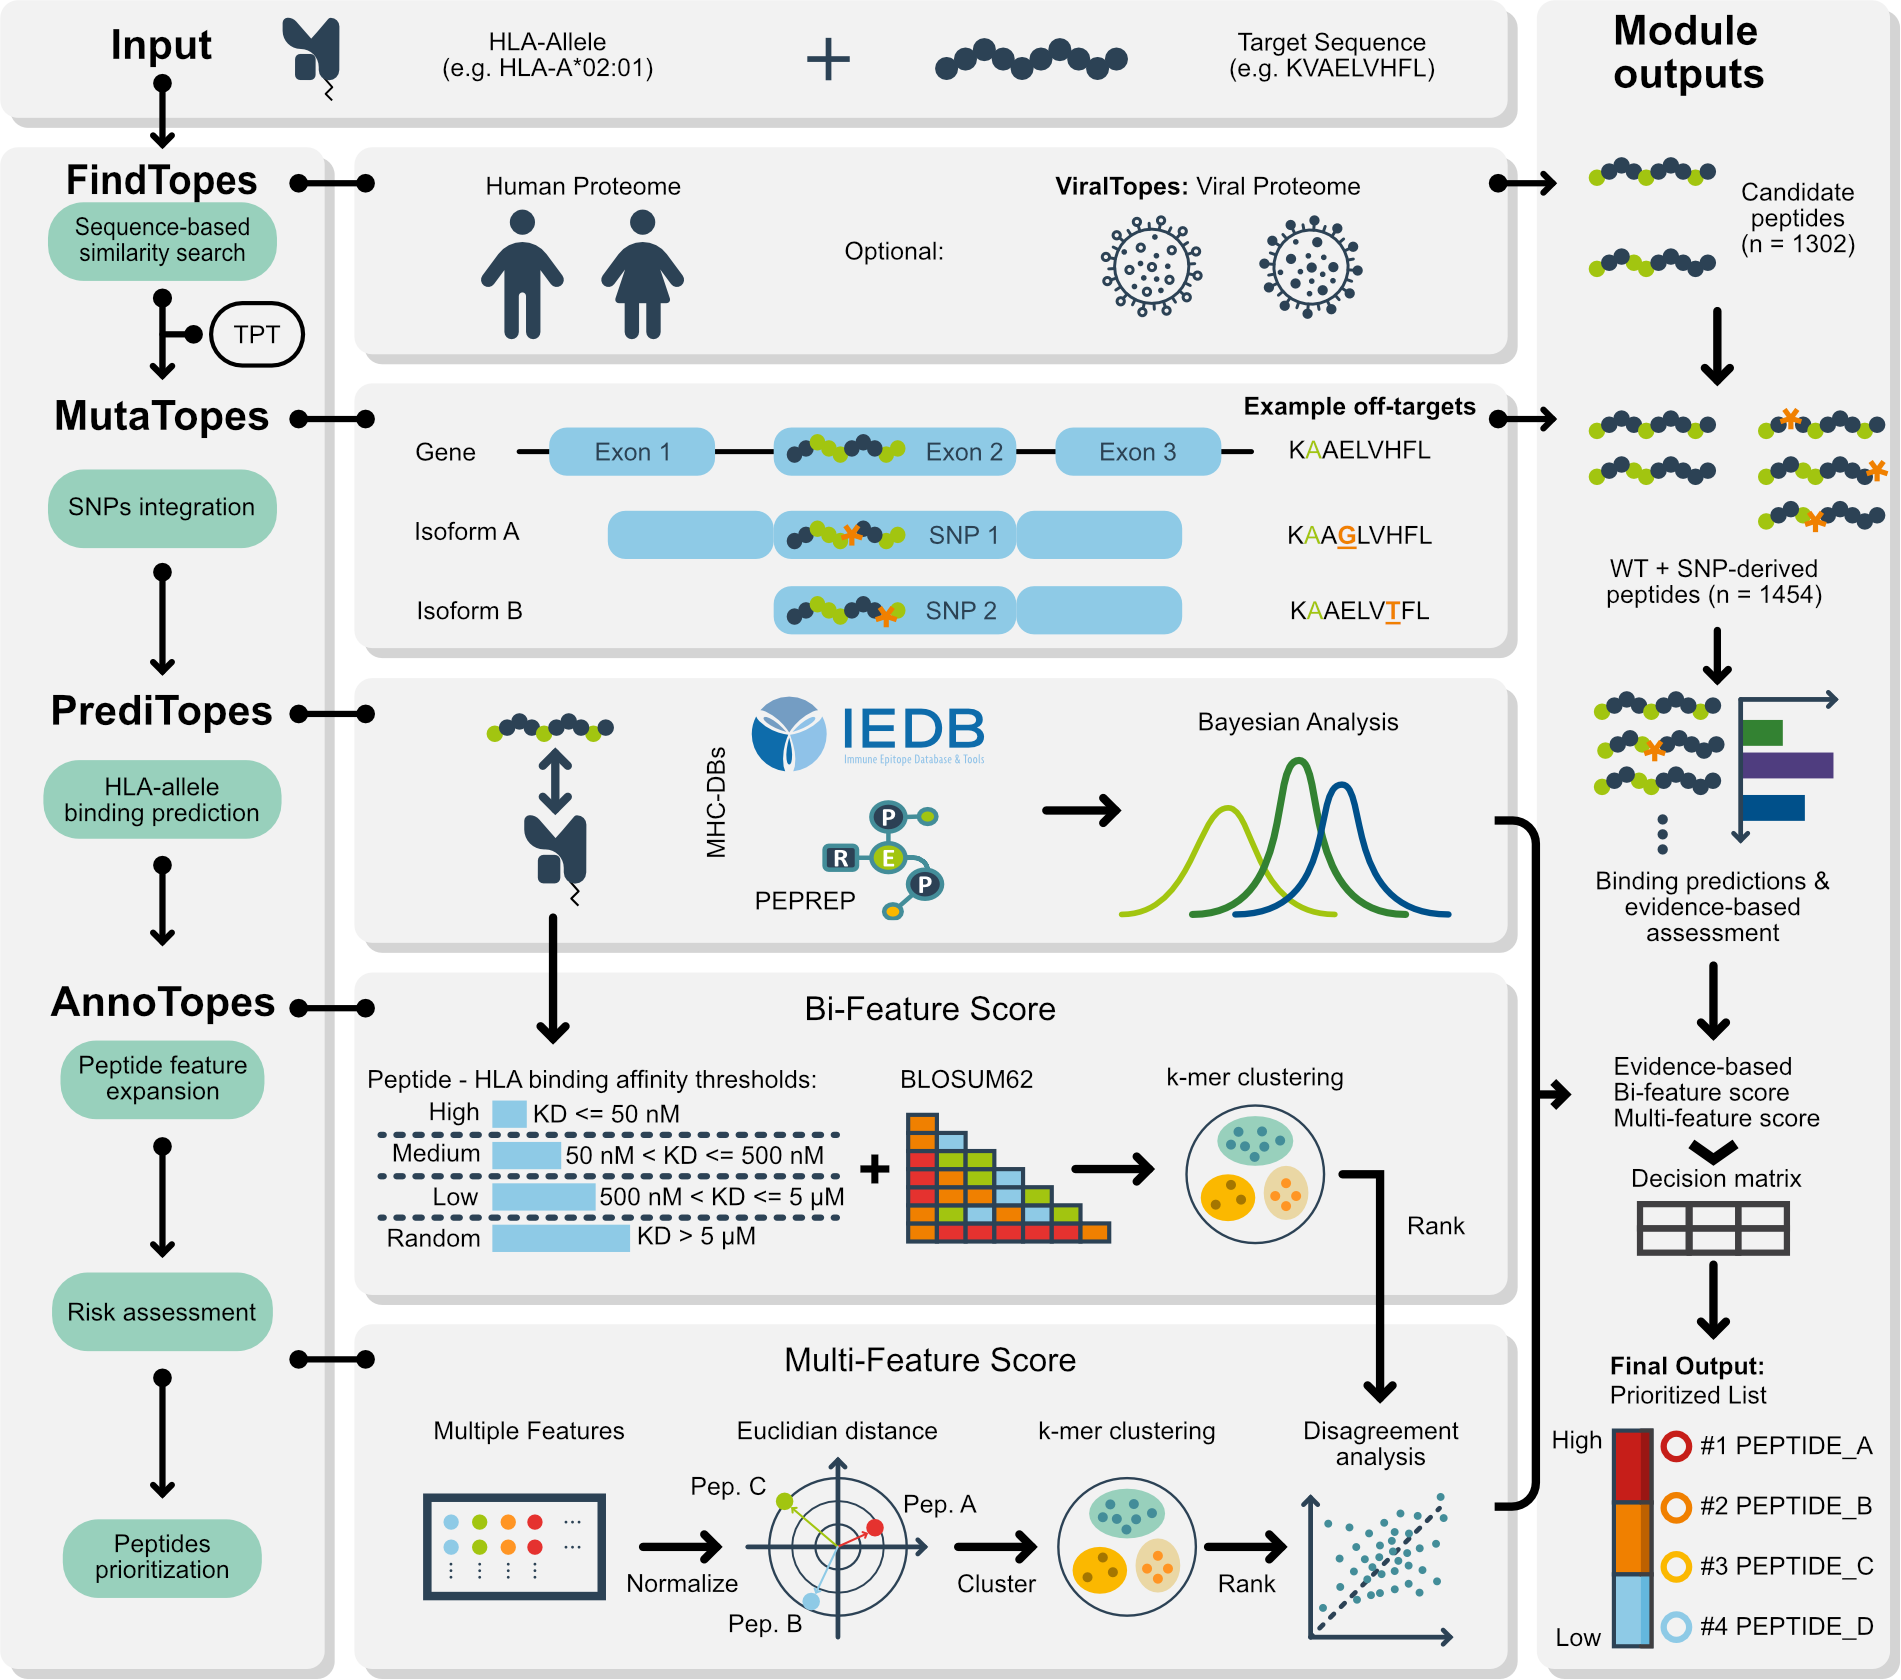 Input
HLA-Allele
(e.g. HLA-A*02:01)
Target Sequence
(e.g. KVAELVHFL)
Module
outputs
FindTopes
Sequence-based
similarity search
TPT
Human Proteome
Optional:
ViralTopes: Viral Proteome
Candidate
peptides
(n = 1302)
MutaTopes
SNPs integration
Example off-targets
Gene
Exon 1
Exon 2
Exon 3
KAAELVHFL
Isoform A
SNP 1
KAAGLVHFL
Isoform B
SNP 2
KAAELVTFL
WT + SNP-derived
peptides (n = 1454)
PrediTopes
HLA-allele
binding prediction
MHC-DBs
IEDB
Immune Epitope Database & Tools
P
R
E
P
PEPREP
Bayesian Analysis
Binding predictions &
evidence-based
assessment
AnnoTopes
Peptide feature
expansion
Risk assessment
Peptides
prioritization
Bi-Feature Score
Peptide - HLA binding affinity thresholds:
High
KD <= 50 nM
Medium
50 nM < KD <= 500 nM
Low
500 nM < KD <= 5 µM
Random
KD > 5 µM
BLOSUM62
k-mer clustering
Rank
Evidence-based
Bi-feature score
Multi-feature score
Decision matrix
Multi-Feature Score
Multiple Features
Normalize
Euclidian distance
Pep. C
Pep. A
Pep. B
Cluster
k-mer clustering
Rank
Disagreement
analysis
Final Output:
Prioritized List
High
#1 PEPTIDE_A
#2 PEPTIDE_B
#3 PEPTIDE_C
Low
#4 PEPTIDE_D